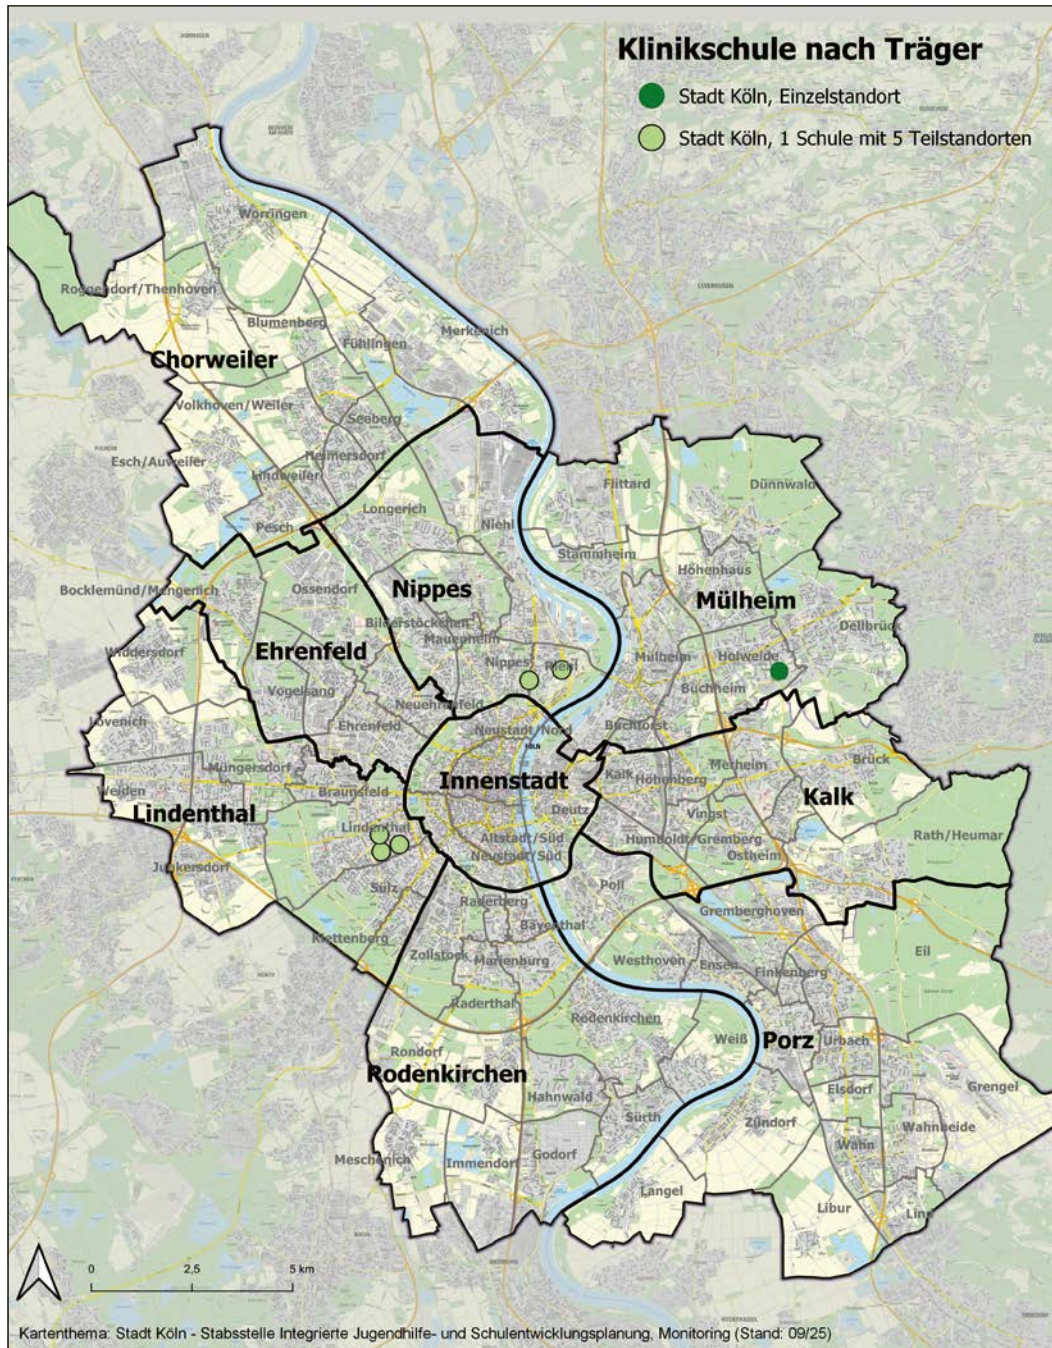 Klinikschule nach Träger
Stadt Köln, Einzelstandort
Stadt Köln, 1 Schule mit 5 Teilstandorten
Worringen
Roggendorf/Thenhoven
Blumenberg
Merkenich
Fühlingen
Chorweiler
Volkhoven/Weiler
Seeberg
Heimersdorf
Esch/Auweiler
Lindweiler
Flittard
Dünnwald
Longerich
Pesch
Niehl
Stammheim
Höhenhaus
Bocklemünd/Mengenich
Ossendorf
Nippes
Mülheim
Bilderstöckchen
Mauenheim
Dellbrück
Ehrenfeld
Widdersdorf
Nippes
Riehl
Mülheim
Holweide
Vogelsang
Buchheim
Neuehrenfeld
Lövenich
Ehrenfeld
Neustadt/Nord
Buchforst
KÖLN
Müngersdorf
Innenstadt
Kalk
Höhenberg
Merheim
Brück
Weiden
Braunsfeld
Kalk
Lindenthal
Deutz
Vingst
Lindenthal
Altstadt/Süd
Humboldt/Gremberg
Rath/Heumar
Neustadt/Süd
Ostheim
Junkersdorf
Sülz
Poll
Raderberg
Gremberghoven
Bayenthal
Klettenberg
Zollstock
Marienburg
Westhoven
Ensen
Eil
Finkenberg
Raderthal
Rodenkirchen
Weiß
Porz
Urbach
Rondorf
Rodenkirchen
Hahnwald
Elsdorf
Grengel
Sürth
Zündorf
Wahnheide
Wahn
Meschenich
Immendorf
Godorf
Langel
Libur
Lind
0 2,5 5 km
Kartenthema: Stadt Köln - Stabsstelle Integrierte Jugendhilfe- und Schulentwicklungsplanung, Monitoring (Stand: 09/25)